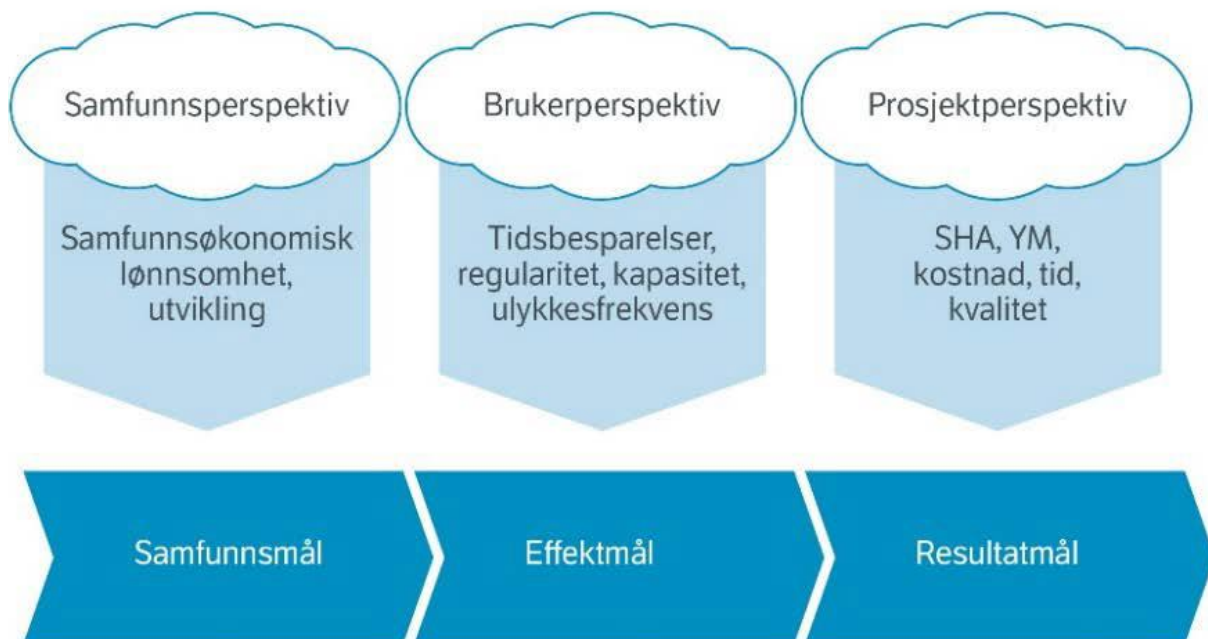 Samfunnsperspektiv
Samfunnsøkonomisk
lønnsomhet,
utvikling
Brukerperspektiv
Tidsbesparelser,
regularitet, kapasitet,
ulykkesfrekvens
Prosjektperspektiv
SHA, YM,
kostnad, tid,
kvalitet
Samfunnsmål
Effektmål
Resultatmål